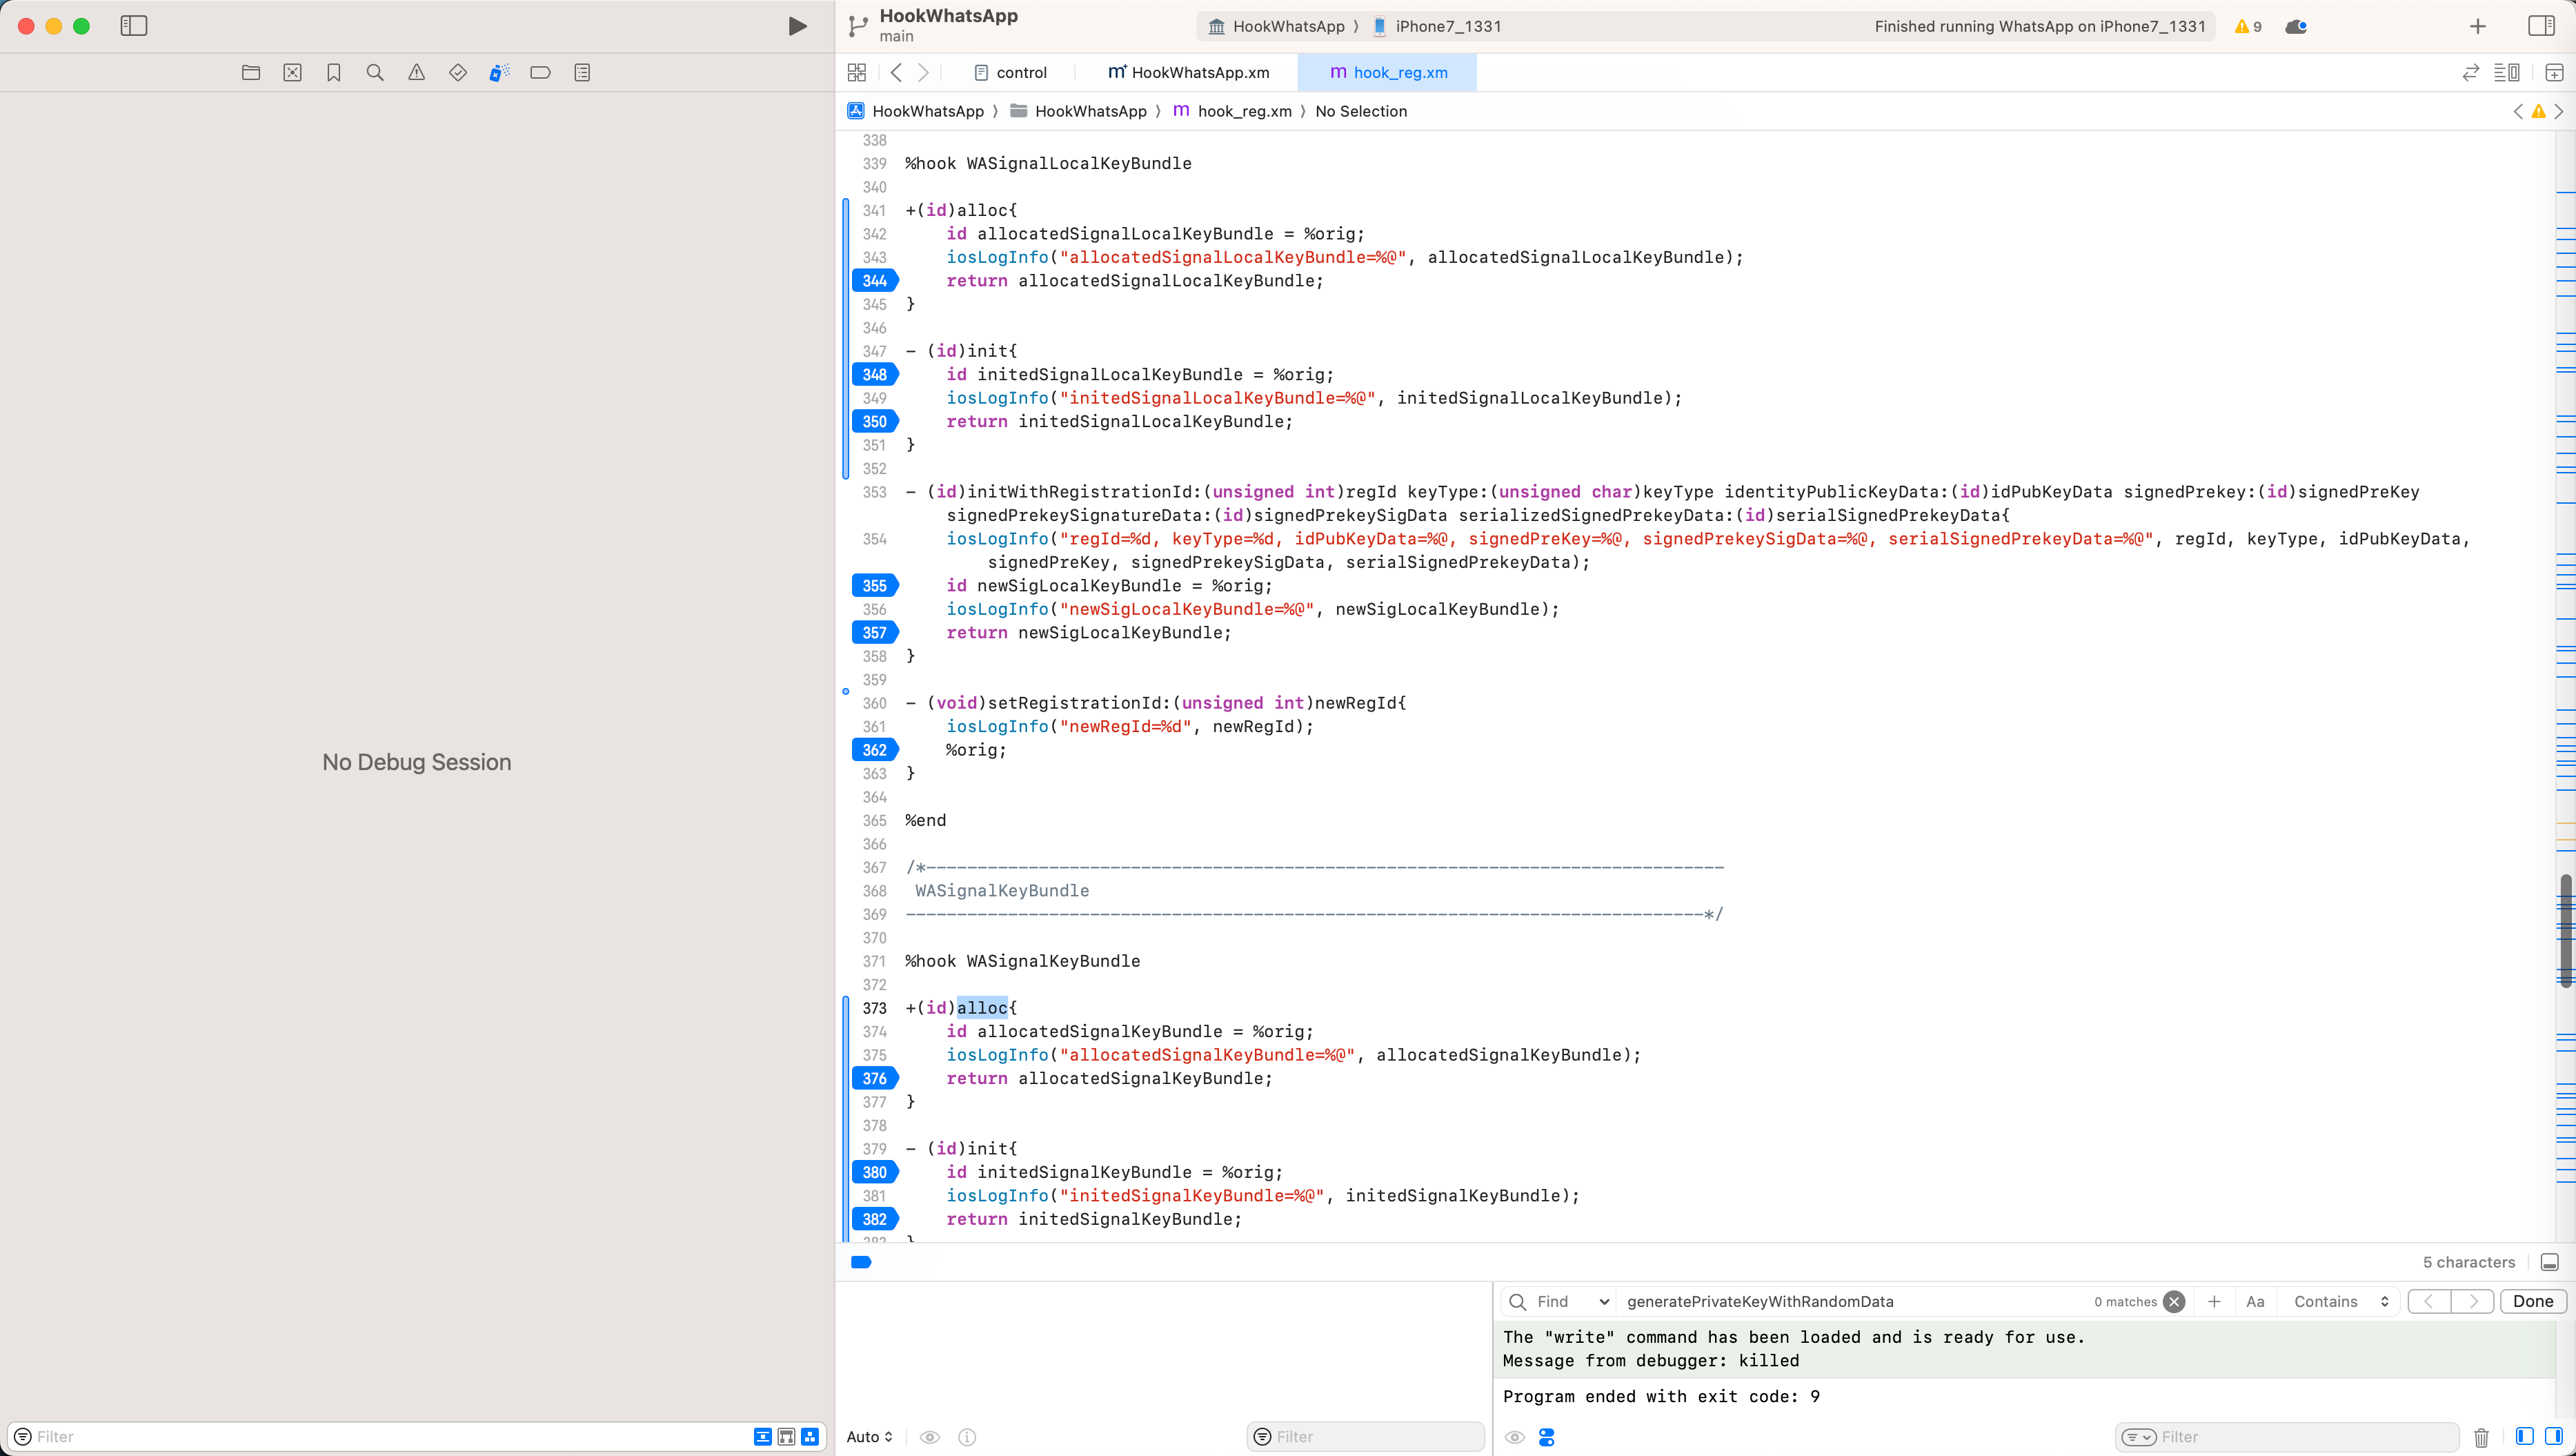 HookWhatsApp
main
HookWhatsApp 〉 iPhone7_1331
Finished running WhatsApp on iPhone7_1331
9
control
HookWhatsApp.xm
hook_reg.xm
HookWhatsApp 〉 HookWhatsApp 〉 m hook_reg.xm 〉 No Selection
No Debug Session
338
339 %hook WASignalLocalKeyBundle
340
341 +(id)alloc{
342 id allocatedSignalLocalKeyBundle = %orig;
343 iosLogInfo("allocatedSignalLocalKeyBundle=%@", allocatedSignalLocalKeyBundle);
344 return allocatedSignalLocalKeyBundle;
345 }
346
347 - (id)init{
348 id initedSignalLocalKeyBundle = %orig;
349 iosLogInfo("initedSignalLocalKeyBundle=%@", initedSignalLocalKeyBundle);
350 return initedSignalLocalKeyBundle;
351 }
352
353 - (id)initWithRegistrationId:(unsigned int)regId keyType:(unsigned char)keyType identityPublicKeyData:(id)idPubKeyData signedPrekey:(id)signedPreKey
signedPrekeySignatureData:(id)signedPrekeySigData serializedSignedPrekeyData:(id)serialSignedPrekeyData{
354 iosLogInfo("regId=%d, keyType=%d, idPubKeyData=%@, signedPreKey=%@, signedPrekeySigData=%@, serialSignedPrekeyData=%@", regId, keyType, idPubKeyData,
signedPreKey, signedPrekeySigData, serialSignedPrekeyData);
355 id newSigLocalKeyBundle = %orig;
356 iosLogInfo("newSigLocalKeyBundle=%@", newSigLocalKeyBundle);
357 return newSigLocalKeyBundle;
358 }
359
360 - (void)setRegistrationId:(unsigned int)newRegId{
361 iosLogInfo("newRegId=%d", newRegId);
362 %orig;
363 }
364
365 %end
366
367 /*------------------------------------------------------------------------------
368 WASignalKeyBundle
369 ------------------------------------------------------------------------------*/
370
371 %hook WASignalKeyBundle
372
373 +(id)alloc{
374 id allocatedSignalKeyBundle = %orig;
375 iosLogInfo("allocatedSignalKeyBundle=%@", allocatedSignalKeyBundle);
376 return allocatedSignalKeyBundle;
377 }
378
379 - (id)init{
380 id initedSignalKeyBundle = %orig;
381 iosLogInfo("initedSignalKeyBundle=%@", initedSignalKeyBundle);
382 return initedSignalKeyBundle;
5 characters
Find generatePrivateKeyWithRandomData 0 matches Aa Contains Done
The "write" command has been loaded and is ready for use.
Message from debugger: killed
Program ended with exit code: 9
Filter
Auto
Filter
Filter